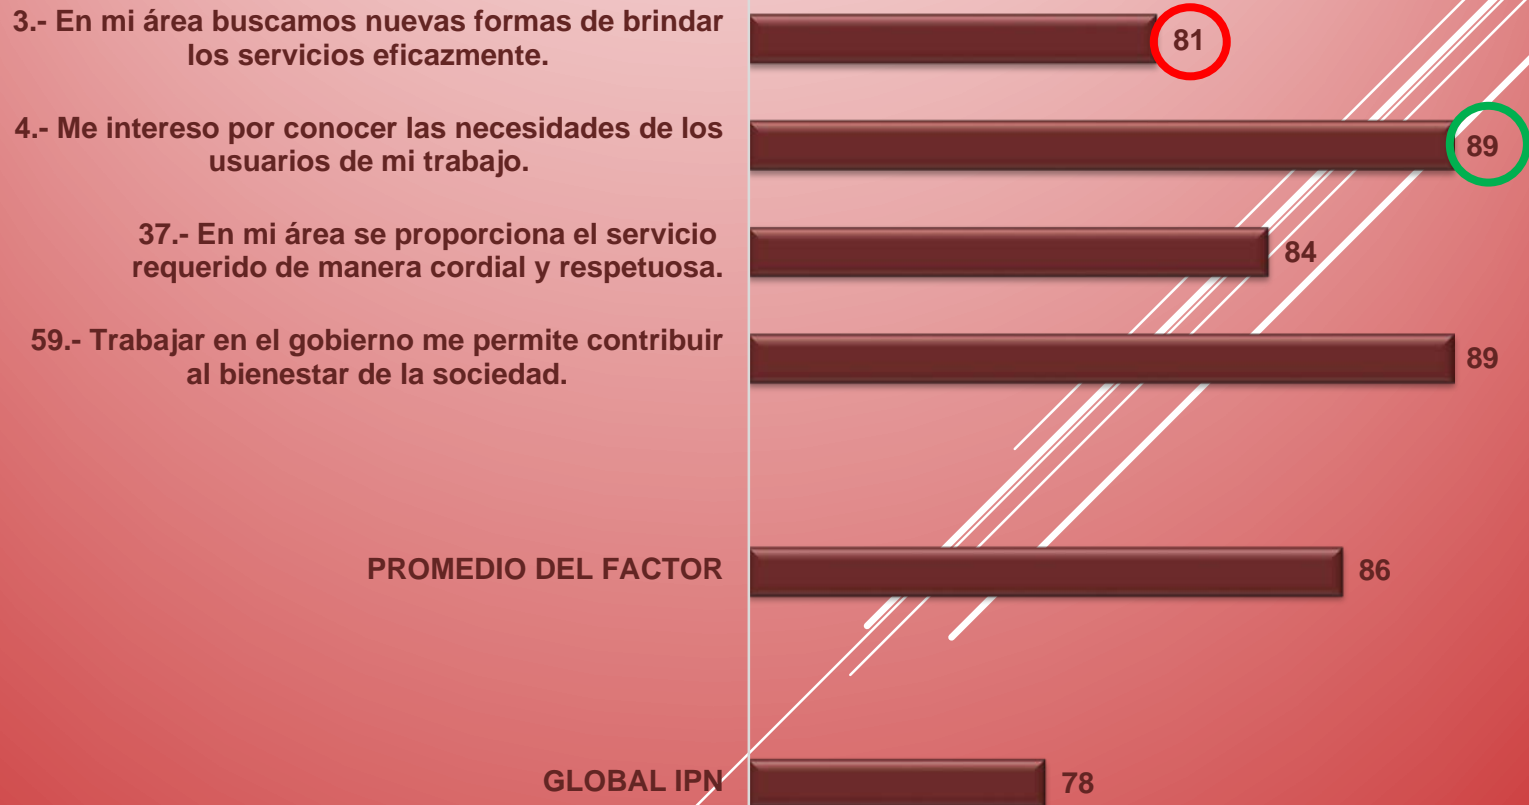 3.- En mi área buscamos nuevas formas de brindar
los servicios eficazmente.
81
4.- Me intereso por conocer las necesidades de los
usuarios de mi trabajo.
89
37.- En mi área se proporciona el servicio
requerido de manera cordial y respetuosa.
84
59.- Trabajar en el gobierno me permite contribuir
al bienestar de la sociedad.
89
PROMEDIO DEL FACTOR
86
GLOBAL IPN
78